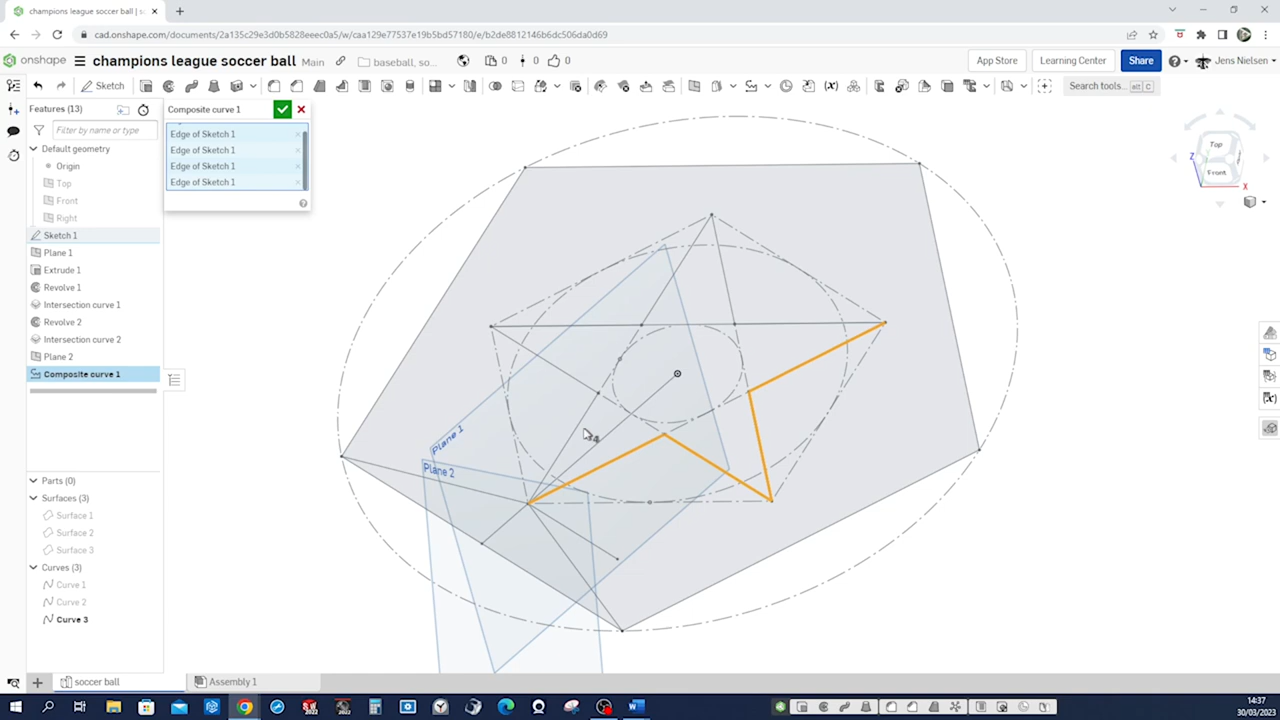 champions league soccer ball | s
cad.onshape.com/documents/2a135c29e3d0b5828eeec0a5/w/caa129e77537e19b5bd57180/e/b2de8812146b6dc506da0d69
onshape champions league soccer ball Main baseball, so... 0 0 0 App Store Learning Center Share Jens Nielsen
Sketch Search tools... alt C
Features (13) Composite curve 1
Filter by name or type
Default geometry
Origin
Top
Front
Right
Sketch 1
Plane 1
Extrude 1
Revolve 1
Intersection curve 1
Revolve 2
Intersection curve 2
Plane 2
Composite curve 1
Edge of Sketch 1
Edge of Sketch 1
Edge of Sketch 1
Edge of Sketch 1
Top
Front
Z
X
Plane 1
Plane 2
Parts (0)
Surfaces (3)
Surface 1
Surface 2
Surface 3
Curves (3)
Curve 1
Curve 2
Curve 3
soccer ball Assembly 1
14:37
30/03/2023